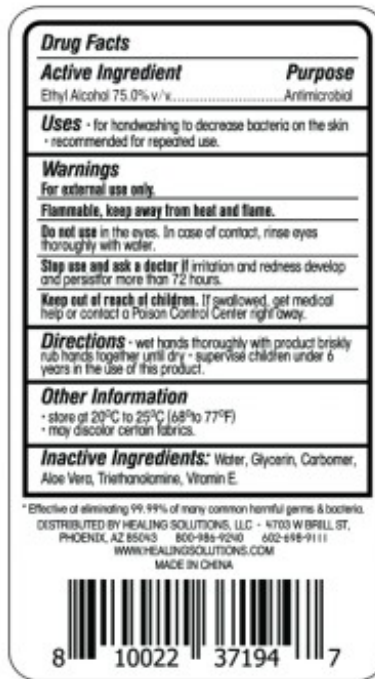 Drug Facts
Active Ingredient Purpose
Ethyl Alcohol 75.0% v/v..............................Antimicrobial
Uses • for handwashing to decrease bacteria on the skin
• recommended for repeated use.
Warnings
For external use only.
Flammable, keep away from heat and flame.
Do not use in the eyes. In case of contact, rinse eyes
thoroughly with water.
Stop use and ask a doctor if irritation and redness develop
and persistfor more than 72 hours.
Keep out of reach of children. If swallowed, get medical
help or contact a Poison Control Center right away.
Directions • wet hands thoroughly with product briskly
rub hands together until dry • supervise children under 6
years in the use of this product.
Other Information
• store at 20°C to 25°C (68°to 77°F)
• may discolor certain fabrics.
Inactive Ingredients: Water, Glycerin, Carbomer,
Aloe Vera, Triethanolamine, Vitamin E.
* Effective at eliminating 99.99% of many common harmful germs & bacteria.
DISTRIBUTED BY HEALING SOLUTIONS, LLC - 4703 W BRILL ST,
PHOENIX, AZ 85043 800-986-9240 602-698-9111
WWW.HEALINGSOLUTIONS.COM
MADE IN CHINA
8 10022 37194 7